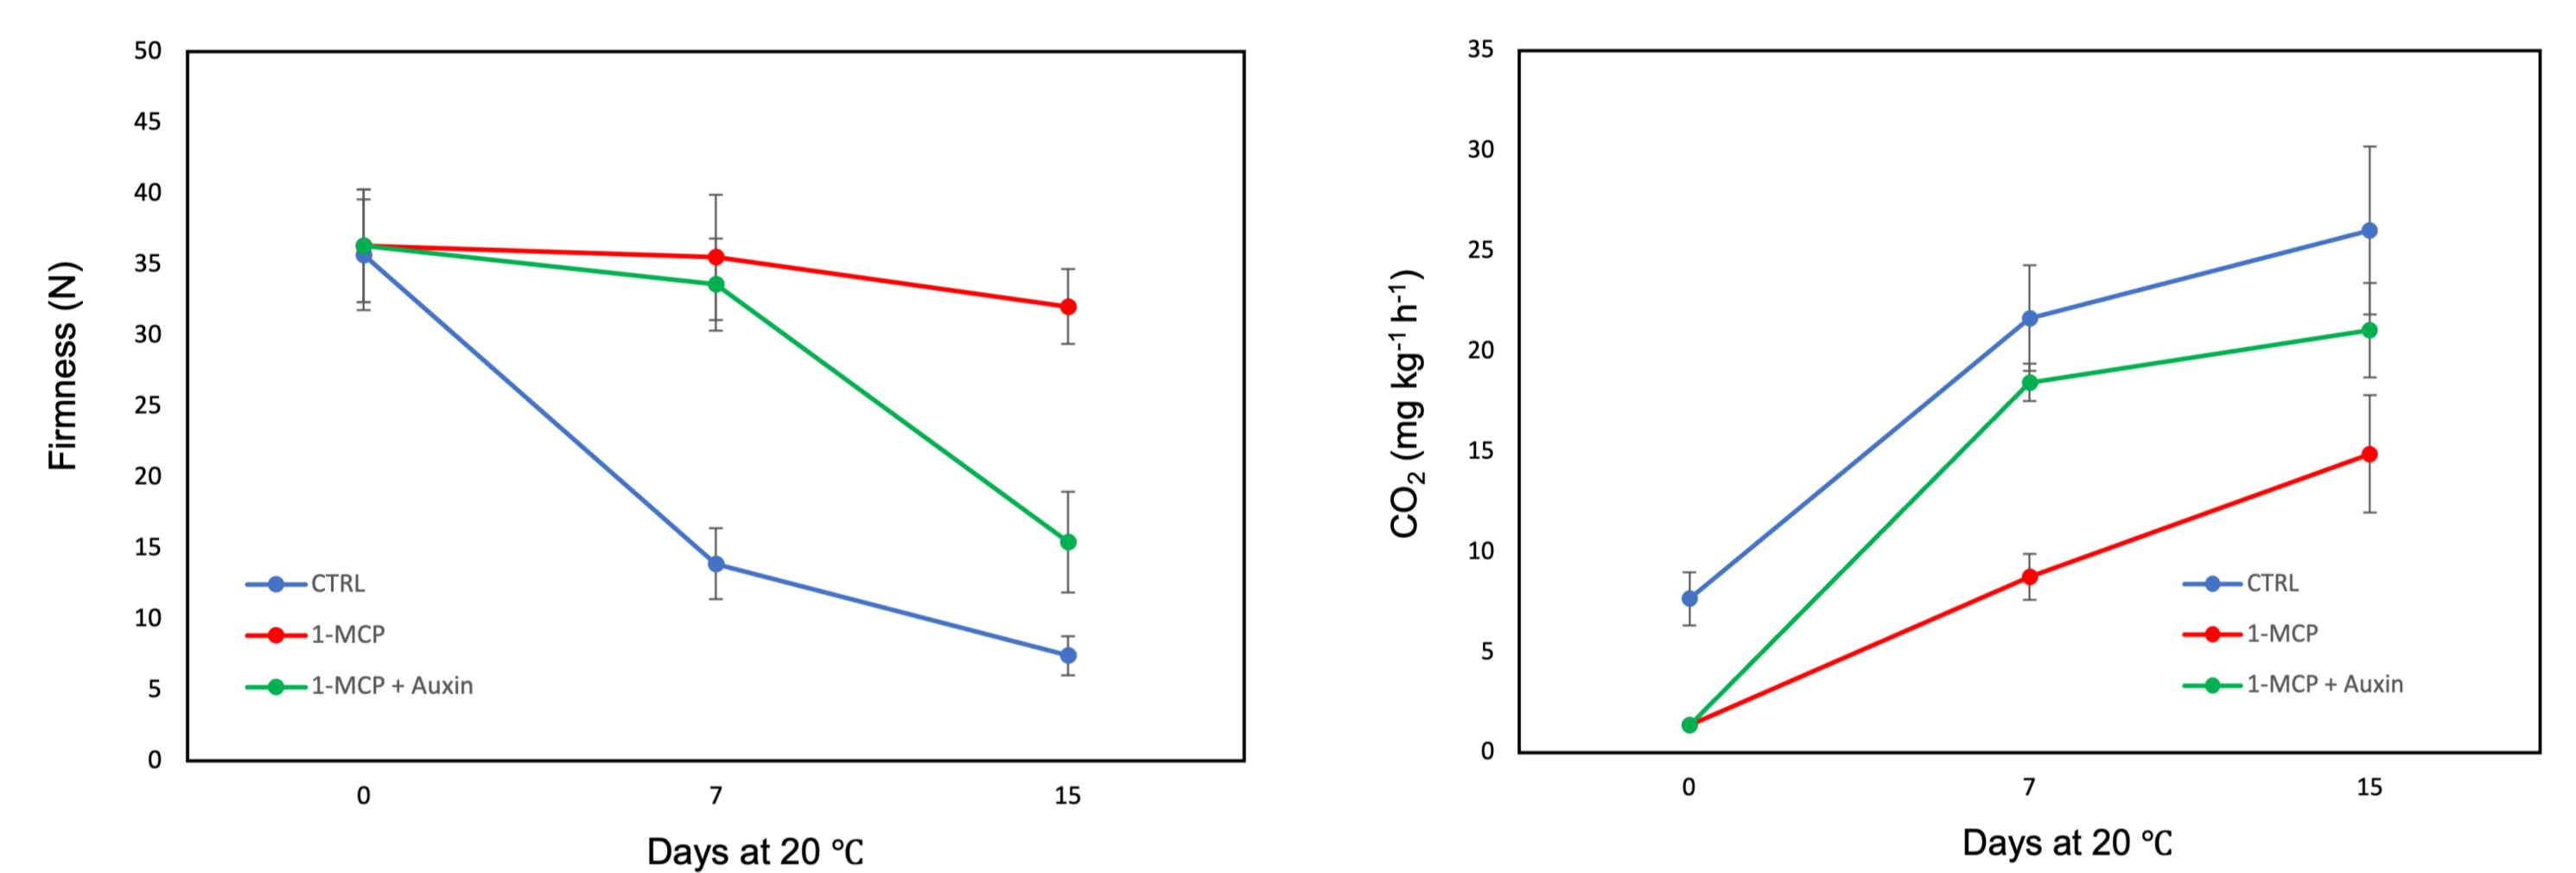 50
45
40
35
30
25
20
15
10
5
0
Firmness (N)
CTRL
1-MCP
1-MCP + Auxin
0 7 15
Days at 20 ℃
35
30
25
20
15
10
5
0
CO₂ (mg kg⁻¹ h⁻¹)
CTRL
1-MCP
1-MCP + Auxin
0 7 15
Days at 20 ℃